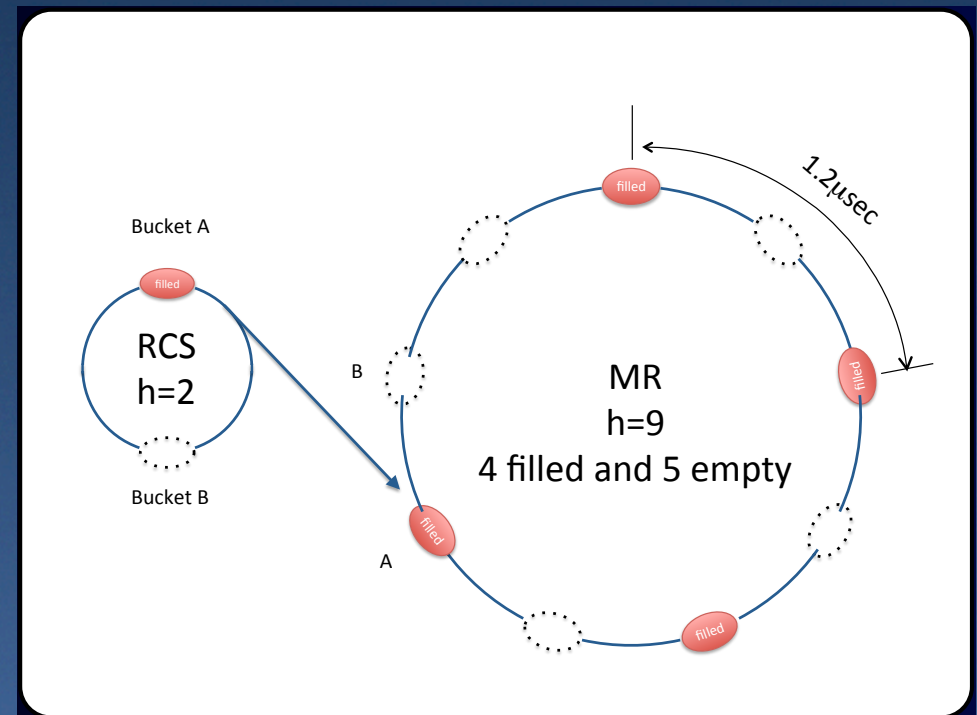 1.2μsec
filled
Bucket A
filled
filled
RCS
h=2
B
MR
h=9
4 filled and 5 empty
Bucket B
filled
A
filled